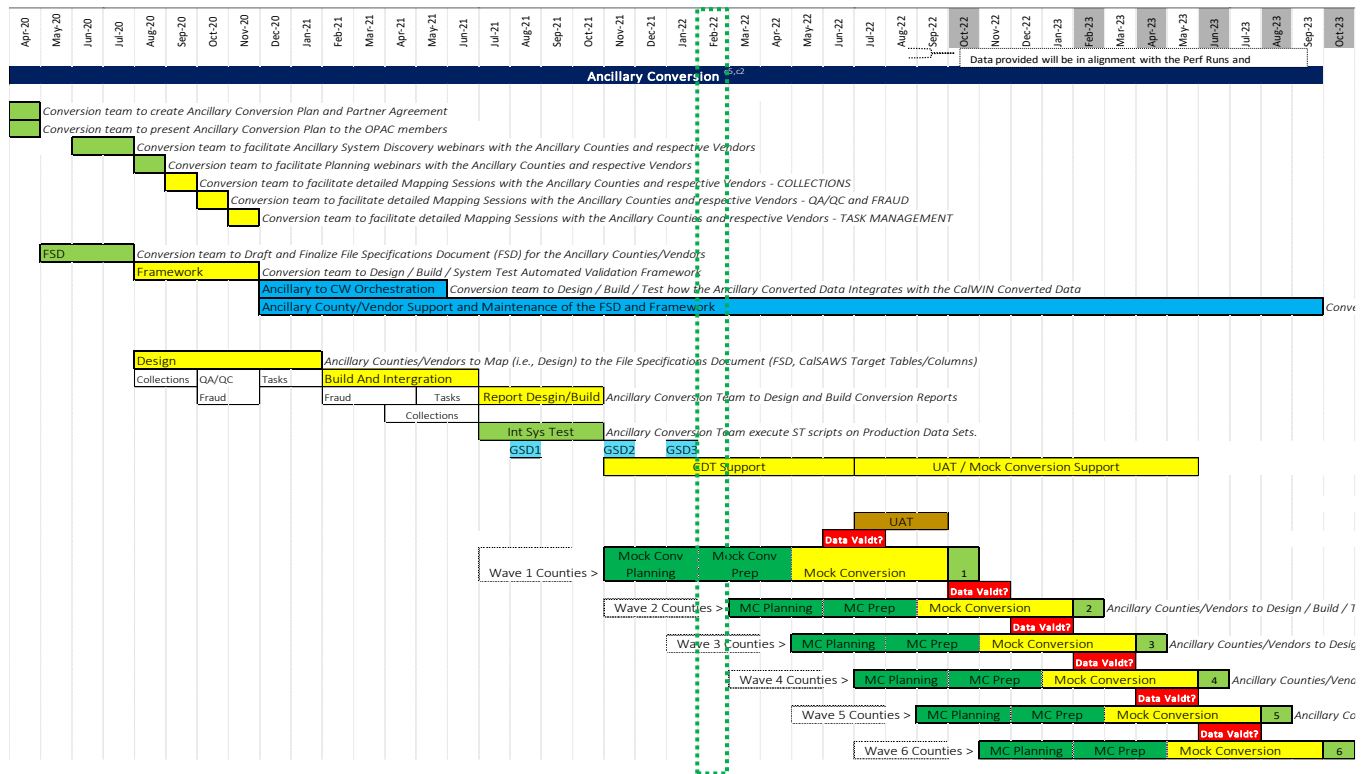 Apr-20 May-20 Jun-20 Jul-20 Aug-20 Sep-20 Oct-20 Nov-20 Dec-20 Jan-21 Feb-21 Mar-21 Apr-21 May-21 Jun-21 Jul-21 Aug-21 Sep-21 Oct-21 Nov-21 Dec-21 Jan-22 Feb-22 Mar-22 Apr-22 May-22 Jun-22 Jul-22 Aug-22 Sep-22 Oct-22 Nov-22 Dec-22 Jan-23 Feb-23 Mar-23 Apr-23 May-23 Jun-23 Jul-23 Aug-23 Sep-23 Oct-23
Data provided will be in alignment with the Perf Runs and
Ancillary Conversion
Conversion team to create Ancillary Conversion Plan and Partner Agreement
Conversion team to present Ancillary Conversion Plan to the OPAC members
Conversion team to facilitate Ancillary System Discovery webinars with the Ancillary Counties and respective Vendors
Conversion team to facilitate Planning webinars with the Ancillary Counties and respective Vendors
Conversion team to facilitate detailed Mapping Sessions with the Ancillary Counties and respective Vendors - COLLECTIONS
Conversion team to facilitate detailed Mapping Sessions with the Ancillary Counties and respective Vendors - QA/QC and FRAUD
Conversion team to facilitate detailed Mapping Sessions with the Ancillary Counties and respective Vendors - TASK MANAGEMENT
FSD Conversion team to Draft and Finalize File Specifications Document (FSD) for the Ancillary Counties/Vendors
Framework Conversion team to Design / Build / System Test Automated Validation Framework
Ancillary to CW Orchestration Conversion team to Design / Build / Test how the Ancillary Converted Data Integrates with the CalWIN Converted Data
Ancillary County/Vendor Support and Maintenance of the FSD and Framework Conve
Design Ancillary Counties/Vendors to Map (i.e., Design) to the File Specifications Document (FSD, CalSAWS Target Tables/Columns)
Collections QA/QC Tasks Build And Intergration
Fraud Fraud Tasks Report Desgin/Build Ancillary Conversion Team to Design and Build Conversion Reports
Collections
Int Sys Test Ancillary Conversion Team execute ST scripts on Production Data Sets.
GSD1 GSD2 GSD3
CDT Support UAT / Mock Conversion Support
UAT
Data Valdt?
Mock Conv Mock Conv
Wave 1 Counties > Planning Prep Mock Conversion 1
Data Valdt?
Wave 2 Counties > MC Planning MC Prep Mock Conversion 2 Ancillary Counties/Vendors to Design / Build / T
Data Valdt?
Wave 3 Counties > MC Planning MC Prep Mock Conversion 3 Ancillary Counties/Vendors to Desig
Data Valdt?
Wave 4 Counties > MC Planning MC Prep Mock Conversion 4 Ancillary Counties/Vend
Data Valdt?
Wave 5 Counties > MC Planning MC Prep Mock Conversion 5 Ancillary Co
Data Valdt?
Wave 6 Counties > MC Planning MC Prep Mock Conversion 6